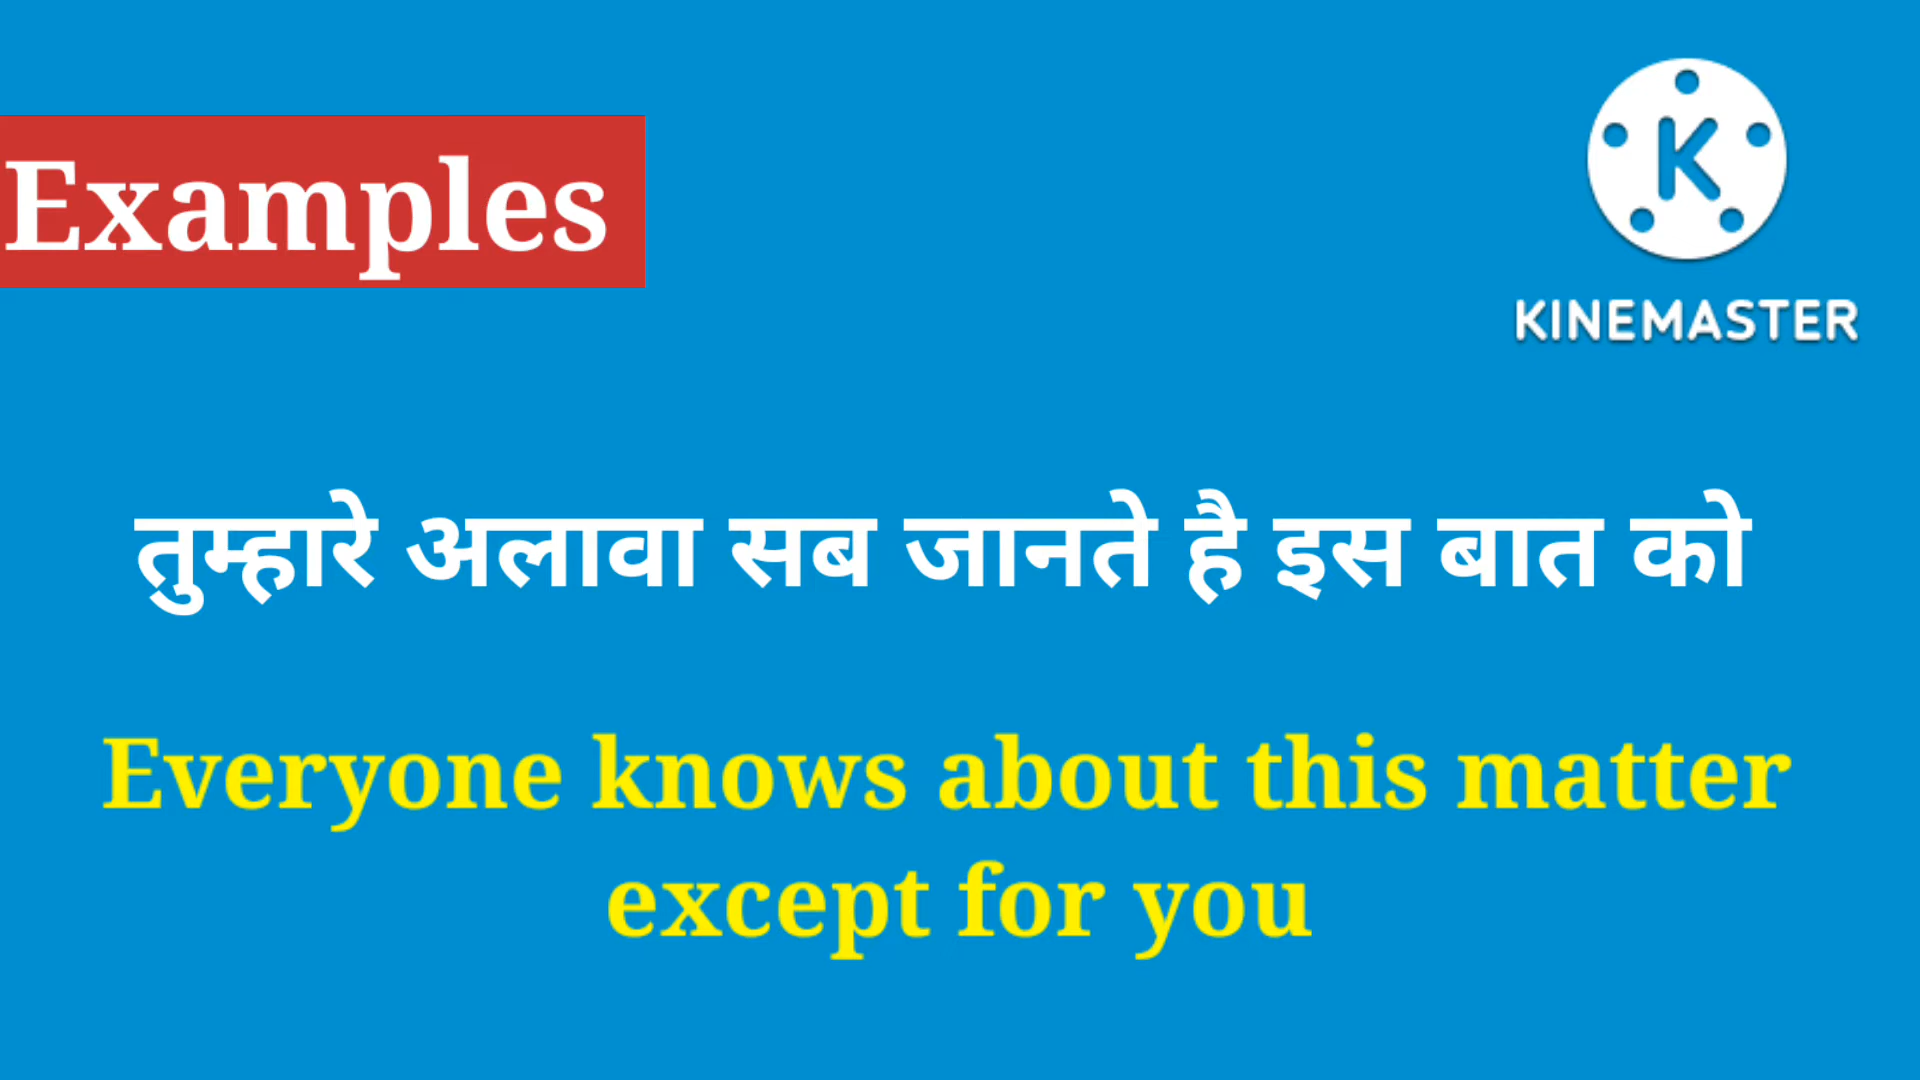 Examples
K
KINEMASTER
तुम्हारे अलावा सब जानते है इस बात को
Everyone knows about this matter
except for you